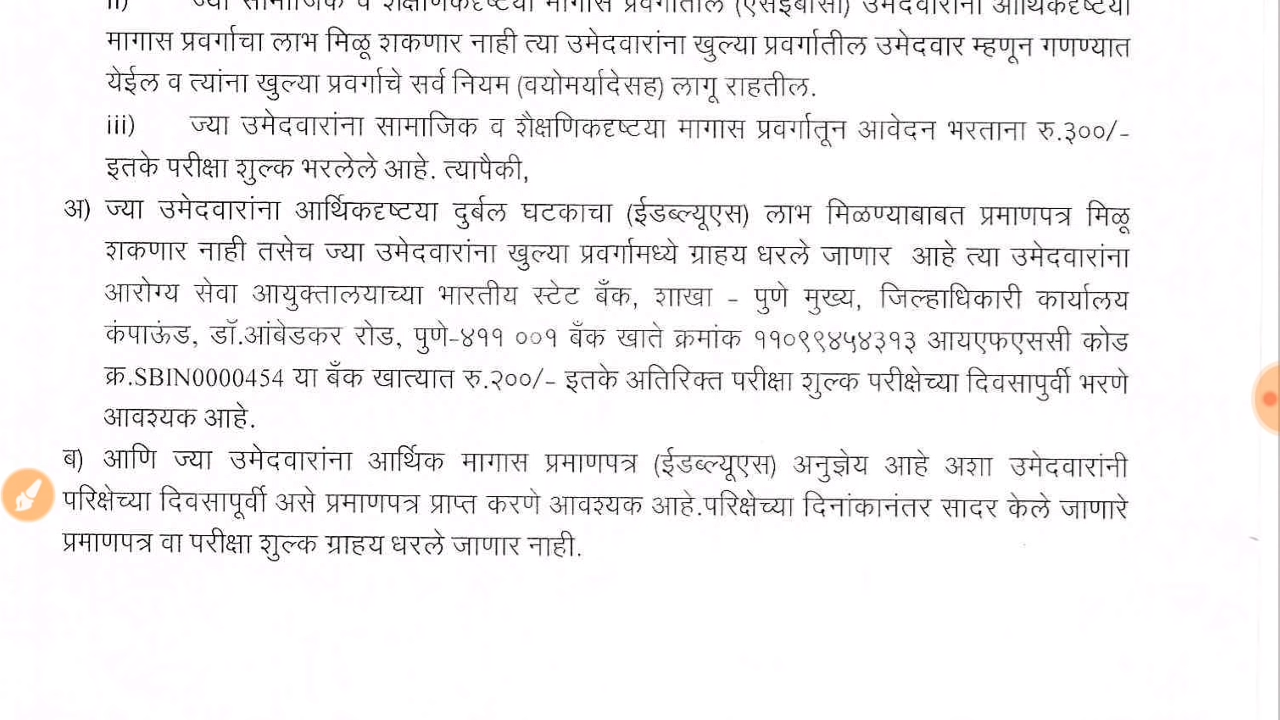 ii) ज्या सामाजिक व शैक्षणिकदृष्टया मागास प्रवर्गातील (एसईबीसी) उमेदवारांना आर्थिकदृष्टया
मागास प्रवर्गाचा लाभ मिळू शकणार नाही त्या उमेदवारांना खुल्या प्रवर्गातील उमेदवार म्हणून गणण्यात
येईल व त्यांना खुल्या प्रवर्गाचे सर्व नियम (वयोमर्यादेसह) लागू राहतील.
iii) ज्या उमेदवारांना सामाजिक व शैक्षणिकदृष्टया मागास प्रवर्गातून आवेदन भरताना रु.३००/-
इतके परीक्षा शुल्क भरलेले आहे. त्यापैकी,
अ) ज्या उमेदवारांना आर्थिकदृष्टया दुर्बल घटकाचा (ईडब्ल्यूएस) लाभ मिळण्याबाबत प्रमाणपत्र मिळू
शकणार नाही तसेच ज्या उमेदवारांना खुल्या प्रवर्गामध्ये ग्राहय धरले जाणार आहे त्या उमेदवारांना
आरोग्य सेवा आयुक्तालयाच्या भारतीय स्टेट बँक, शाखा - पुणे मुख्य, जिल्हाधिकारी कार्यालय
कंपाऊंड, डॉ.आंबेडकर रोड, पुणे-४११ ००१ बँक खाते क्रमांक ११०९९४५४३१३ आयएफएससी कोड
क्र.SBIN0000454 या बँक खात्यात रु.२००/- इतके अतिरिक्त परीक्षा शुल्क परीक्षेच्या दिवसापुर्वी भरणे
आवश्यक आहे.
ब) आणि ज्या उमेदवारांना आर्थिक मागास प्रमाणपत्र (ईडब्ल्यूएस) अनुज्ञेय आहे अशा उमेदवारांनी
परिक्षेच्या दिवसापूर्वी असे प्रमाणपत्र प्राप्त करणे आवश्यक आहे.परिक्षेच्या दिनांकानंतर सादर केले जाणारे
प्रमाणपत्र वा परीक्षा शुल्क ग्राहय धरले जाणार नाही.